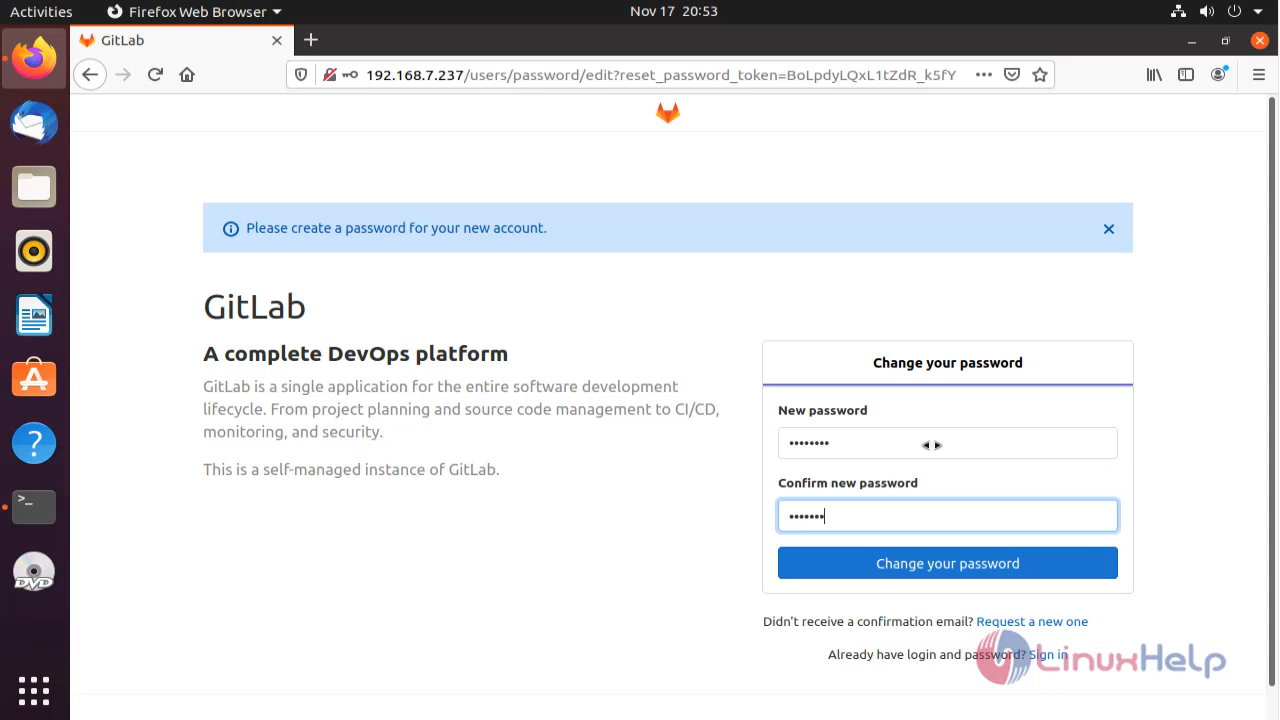 Activities
Firefox Web Browser
Nov 17 20:53
GitLab
192.168.7.237/users/password/edit?reset_password_token=BoLpdyLQxL1tZdR_k5fY
Please create a password for your new account.
GitLab
A complete DevOps platform
GitLab is a single application for the entire software development
lifecycle. From project planning and source code management to CI/CD,
monitoring, and security.
This is a self-managed instance of GitLab.
Change your password
New password
••••••••
Confirm new password
•••••••
Change your password
Didn't receive a confirmation email? Request a new one
Already have login and password? Sign in
LinuxHelp
>_
?
DVD